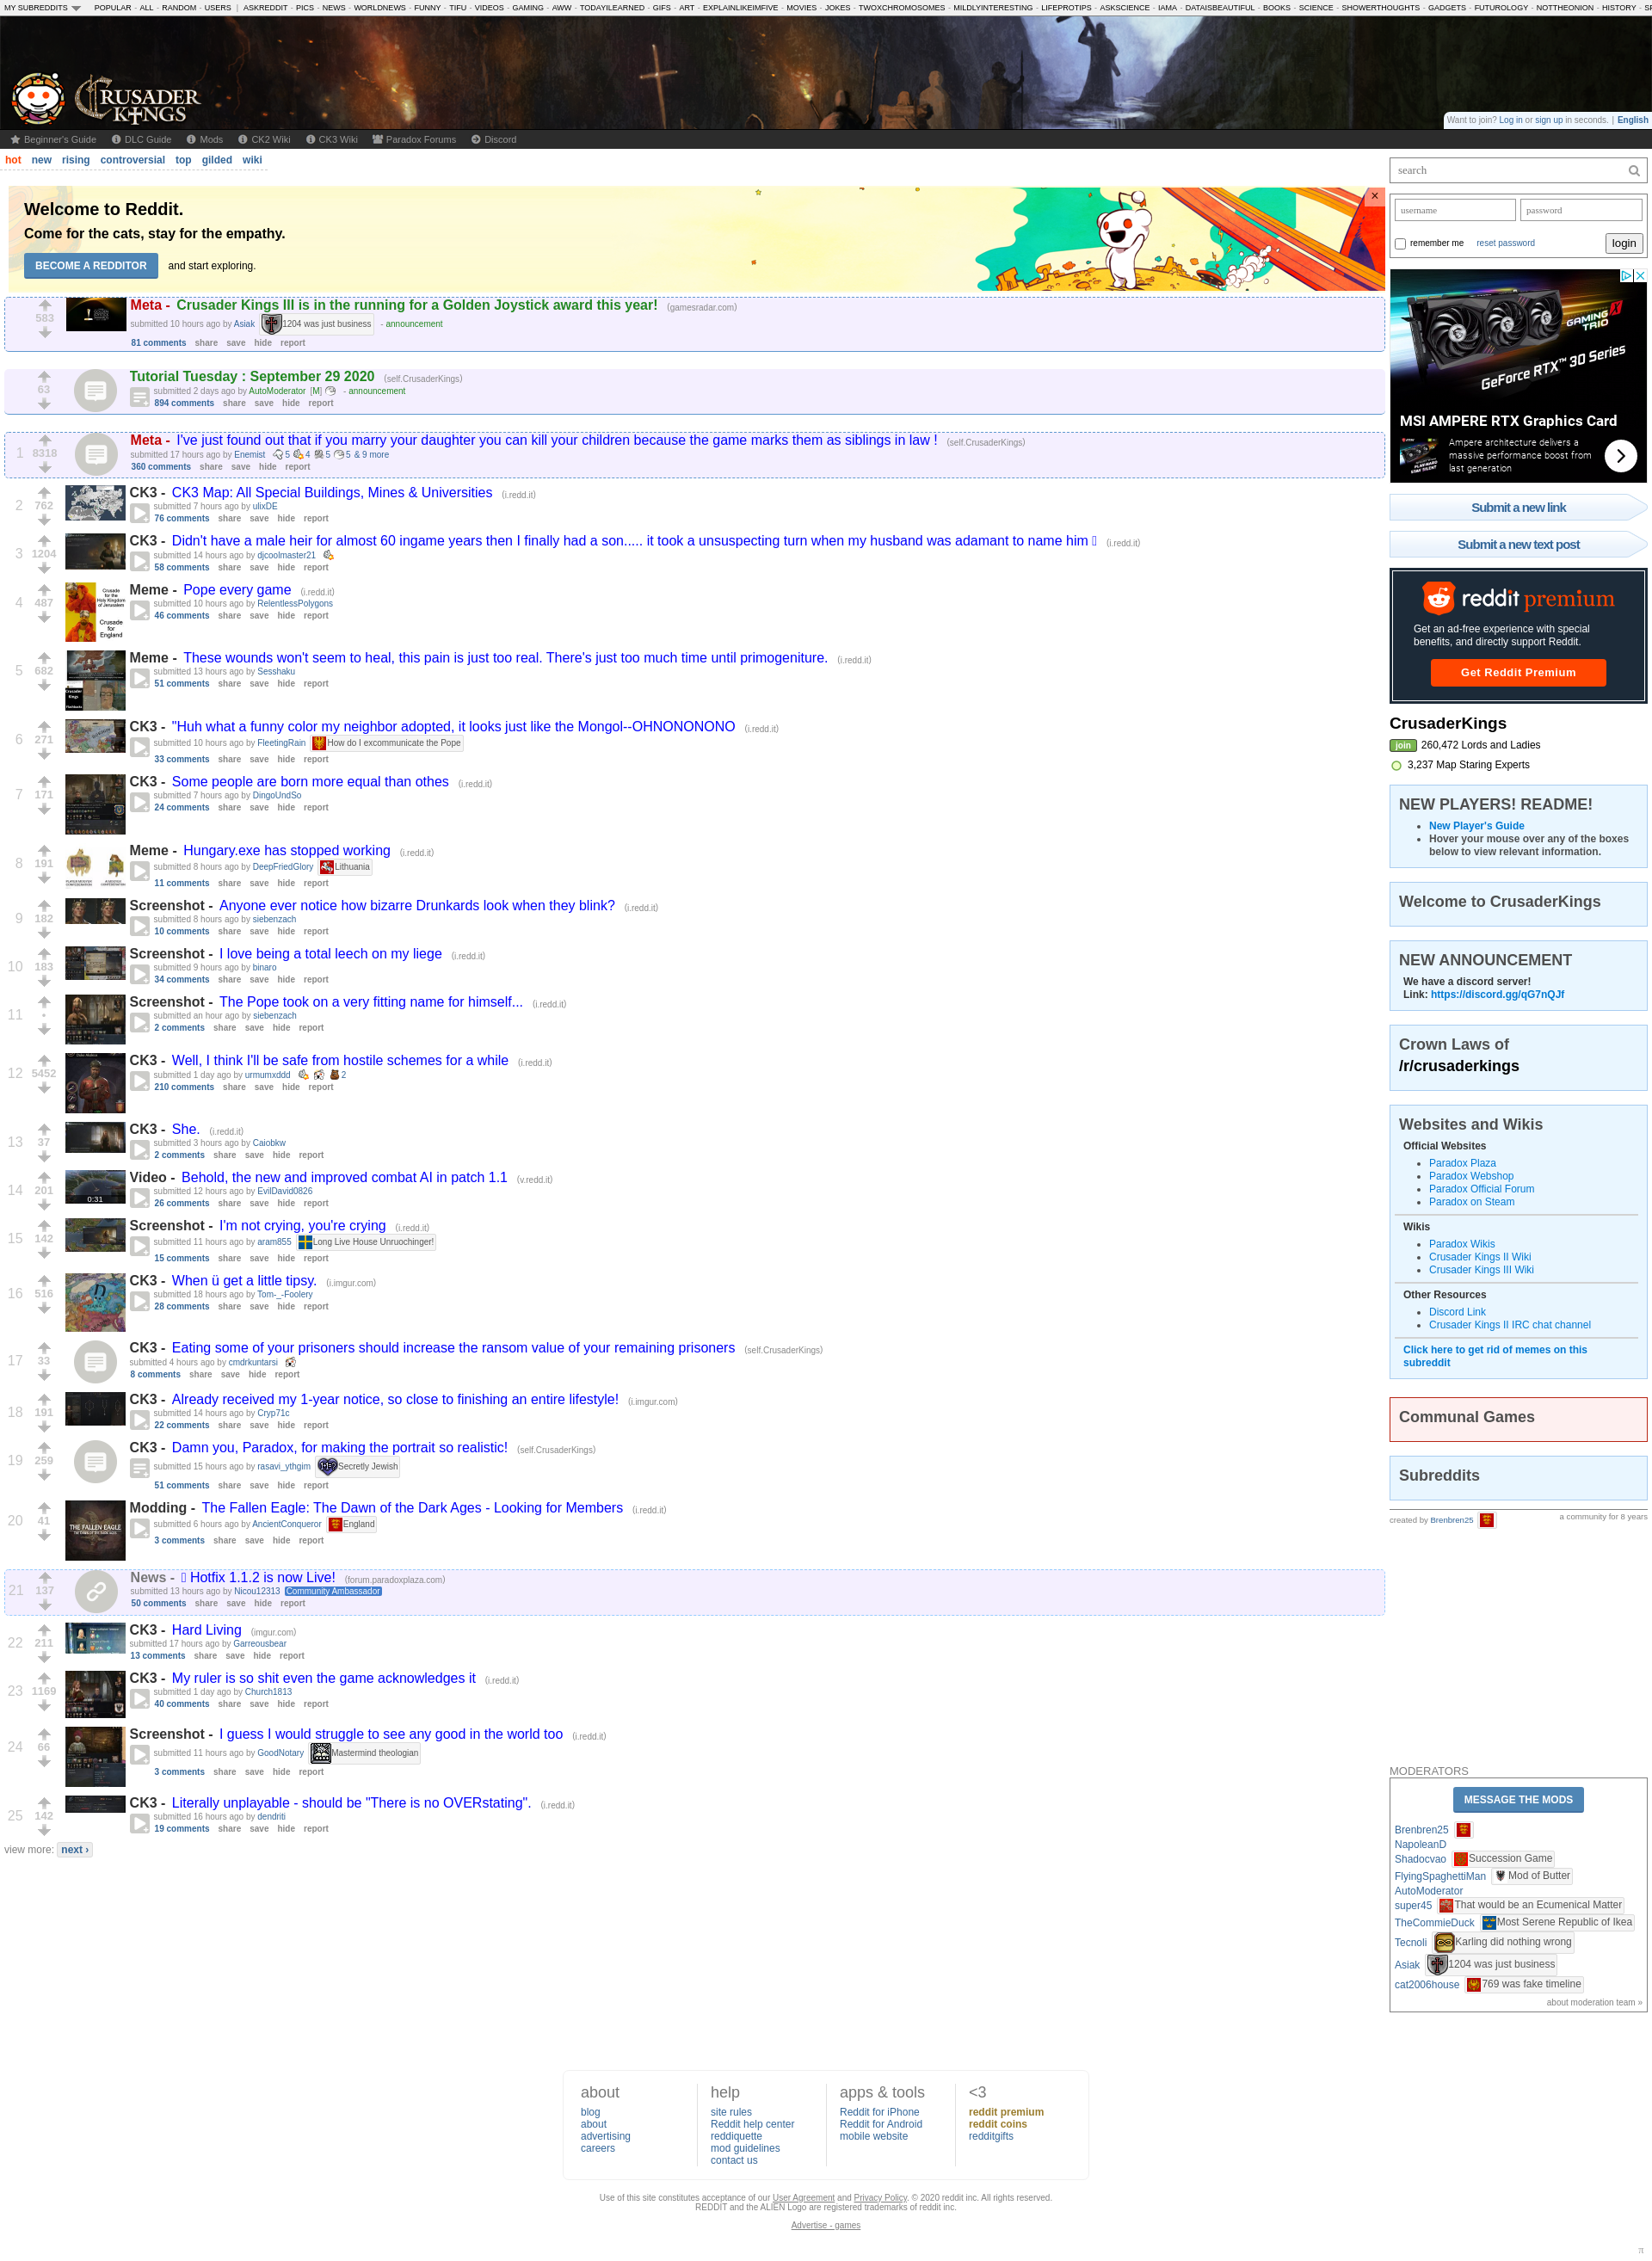 MY SUBREDDITS POPULAR - ALL - RANDOM - USERS | ASKREDDIT - PICS - NEWS - WORLDNEWS - FUNNY - TIFU - VIDEOS - GAMING - AWW - TODAYILEARNED - GIFS - ART - EXPLAINLIKEIMFIVE - MOVIES - JOKES - TWOXCHROMOSOMES - MILDLYINTERESTING - LIFEPROTIPS - ASKSCIENCE - IAMA - DATAISBEAUTIFUL - BOOKS - SCIENCE - SHOWERTHOUGHTS - GADGETS - FUTUROLOGY - NOTTHEONION - HISTORY
CRUSADER KINGS
Want to join? Log in or sign up in seconds. | English
Beginner's Guide DLC Guide Mods CK2 Wiki CK3 Wiki Paradox Forums Discord
hot new rising controversial top gilded wiki
Welcome to Reddit.
Come for the cats, stay for the empathy.
BECOME A REDDITOR and start exploring.
583
Meta - Crusader Kings III is in the running for a Golden Joystick award this year! (gamesradar.com)
submitted 10 hours ago by Asiak 1204 was just business - announcement
81 comments share save hide report
63
Tutorial Tuesday : September 29 2020 (self.CrusaderKings)
submitted 2 days ago by AutoModerator [M] - announcement
894 comments share save hide report
1 8318
Meta - I've just found out that if you marry your daughter you can kill your children because the game marks them as siblings in law ! (self.CrusaderKings)
submitted 17 hours ago by Enemist 5 4 5 5 & 9 more
360 comments share save hide report
2 762
CK3 - CK3 Map: All Special Buildings, Mines & Universities (i.redd.it)
submitted 7 hours ago by ulixDE
76 comments share save hide report
3 1204
CK3 - Didn't have a male heir for almost 60 ingame years then I finally had a son..... it took a unsuspecting turn when my husband was adamant to name him (i.redd.it)
submitted 14 hours ago by djcoolmaster21
58 comments share save hide report
4 487
Crusade for the Holy Kingdom of Jerusalem
Crusade for England
Meme - Pope every game (i.redd.it)
submitted 10 hours ago by RelentlessPolygons
46 comments share save hide report
5 682
Meme - These wounds won't seem to heal, this pain is just too real. There's just too much time until primogeniture. (i.redd.it)
submitted 13 hours ago by Sesshaku
51 comments share save hide report
6 271
CK3 - "Huh what a funny color my neighbor adopted, it looks just like the Mongol--OHNONONONO (i.redd.it)
submitted 10 hours ago by FleetingRain How do I excommunicate the Pope
33 comments share save hide report
7 171
CK3 - Some people are born more equal than othes (i.redd.it)
submitted 7 hours ago by DingoUndSo
24 comments share save hide report
8 191
Meme - Hungary.exe has stopped working (i.redd.it)
submitted 8 hours ago by DeepFriedGlory Lithuania
11 comments share save hide report
9 182
Screenshot - Anyone ever notice how bizarre Drunkards look when they blink? (i.redd.it)
submitted 8 hours ago by siebenzach
10 comments share save hide report
10 183
Screenshot - I love being a total leech on my liege (i.redd.it)
submitted 9 hours ago by binaro
34 comments share save hide report
11 •
Screenshot - The Pope took on a very fitting name for himself... (i.redd.it)
submitted an hour ago by siebenzach
2 comments share save hide report
12 5452
CK3 - Well, I think I'll be safe from hostile schemes for a while (i.redd.it)
submitted 1 day ago by urmumxddd 2
210 comments share save hide report
13 37
CK3 - She. (i.redd.it)
submitted 3 hours ago by Caiobkw
2 comments share save hide report
14 201
0:31
Video - Behold, the new and improved combat AI in patch 1.1 (v.redd.it)
submitted 12 hours ago by EvilDavid0826
26 comments share save hide report
15 142
Screenshot - I'm not crying, you're crying (i.redd.it)
submitted 11 hours ago by aram855 Long Live House Unruochinger!
15 comments share save hide report
16 516
CK3 - When ü get a little tipsy. (i.imgur.com)
submitted 18 hours ago by Tom-_-Foolery
28 comments share save hide report
17 33
CK3 - Eating some of your prisoners should increase the ransom value of your remaining prisoners (self.CrusaderKings)
submitted 4 hours ago by cmdrkuntarsi
8 comments share save hide report
18 191
CK3 - Already received my 1-year notice, so close to finishing an entire lifestyle! (i.imgur.com)
submitted 14 hours ago by Cryp71c
22 comments share save hide report
19 259
CK3 - Damn you, Paradox, for making the portrait so realistic! (self.CrusaderKings)
submitted 15 hours ago by rasavi_ythgim Secretly Jewish
51 comments share save hide report
20 41
THE FALLEN EAGLE
Modding - The Fallen Eagle: The Dawn of the Dark Ages - Looking for Members (i.redd.it)
submitted 6 hours ago by AncientConqueror England
3 comments share save hide report
21 137
News - Hotfix 1.1.2 is now Live! (forum.paradoxplaza.com)
submitted 13 hours ago by Nicou12313 Community Ambassador
50 comments share save hide report
22 211
CK3 - Hard Living (imgur.com)
submitted 17 hours ago by Garreousbear
13 comments share save hide report
23 1169
CK3 - My ruler is so shit even the game acknowledges it (i.redd.it)
submitted 1 day ago by Church1813
40 comments share save hide report
24 66
Screenshot - I guess I would struggle to see any good in the world too (i.redd.it)
submitted 11 hours ago by GoodNotary Mastermind theologian
3 comments share save hide report
25 142
CK3 - Literally unplayable - should be "There is no OVERstating". (i.redd.it)
submitted 16 hours ago by dendriti
19 comments share save hide report
view more: next ›
search
username password
remember me reset password login
GAMING X TRIO
GeForce RTX™ 30 Series
MSI AMPERE RTX Graphics Card
Ampere architecture delivers a
massive performance boost from
last generation
Submit a new link
Submit a new text post
reddit premium
Get an ad-free experience with special
benefits, and directly support Reddit.
Get Reddit Premium
CrusaderKings
join 260,472 Lords and Ladies
3,237 Map Staring Experts
NEW PLAYERS! README!
New Player's Guide
Hover your mouse over any of the boxes
below to view relevant information.
Welcome to CrusaderKings
NEW ANNOUNCEMENT
We have a discord server!
Link: https://discord.gg/qG7nQJf
Crown Laws of
/r/crusaderkings
Websites and Wikis
Official Websites
Paradox Plaza
Paradox Webshop
Paradox Official Forum
Paradox on Steam
Wikis
Paradox Wikis
Crusader Kings II Wiki
Crusader Kings III Wiki
Other Resources
Discord Link
Crusader Kings II IRC chat channel
Click here to get rid of memes on this
subreddit
Communal Games
Subreddits
created by Brenbren25 a community for 8 years
MODERATORS
MESSAGE THE MODS
Brenbren25
NapoleanD
Shadocvao Succession Game
FlyingSpaghettiMan Mod of Butter
AutoModerator
super45 That would be an Ecumenical Matter
TheCommieDuck Most Serene Republic of Ikea
Tecnoli Karling did nothing wrong
Asiak 1204 was just business
cat2006house 769 was fake timeline
about moderation team »
about
blog
about
advertising
careers
help
site rules
Reddit help center
reddiquette
mod guidelines
contact us
apps & tools
Reddit for iPhone
Reddit for Android
mobile website
<3
reddit premium
reddit coins
redditgifts
Use of this site constitutes acceptance of our User Agreement and Privacy Policy. © 2020 reddit inc. All rights reserved.
REDDIT and the ALIEN Logo are registered trademarks of reddit inc.
Advertise - games
π